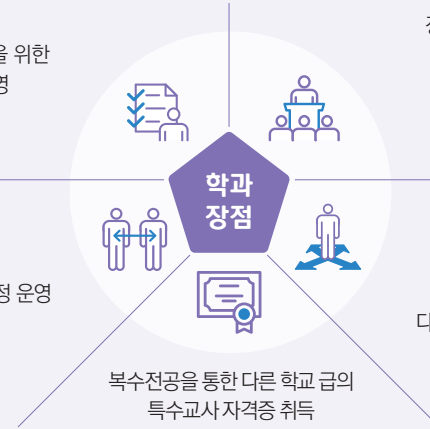 을 위한
영
학과
장점
정 운영
다
복수전공을 통한 다른 학교 급의
특수교사 자격증 취득